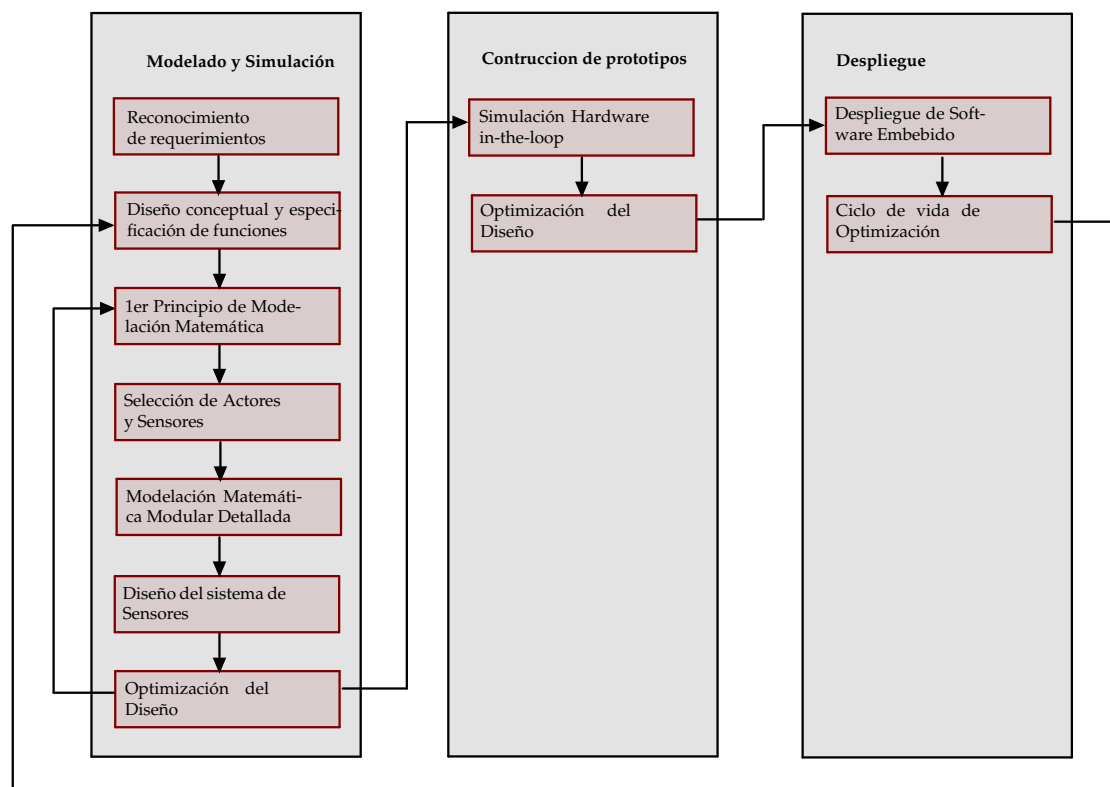 Modelado y Simulación
Reconocimiento
de requerimientos
Diseño conceptual y especi-
ificación de funciones
1er Principio de Mode-
lación Matemática
Selección de Actores
y Sensores
Modelación Matemáti-
ca Modular Detallada
Diseño del sistema de
Sensores
Optimización del
Diseño
Contruccion de prototipos
Simulación Hardware
in-the-loop
Optimización del
Diseño
Despliegue
Despliegue de Soft-
ware Embebido
Ciclo de vida de
Optimización